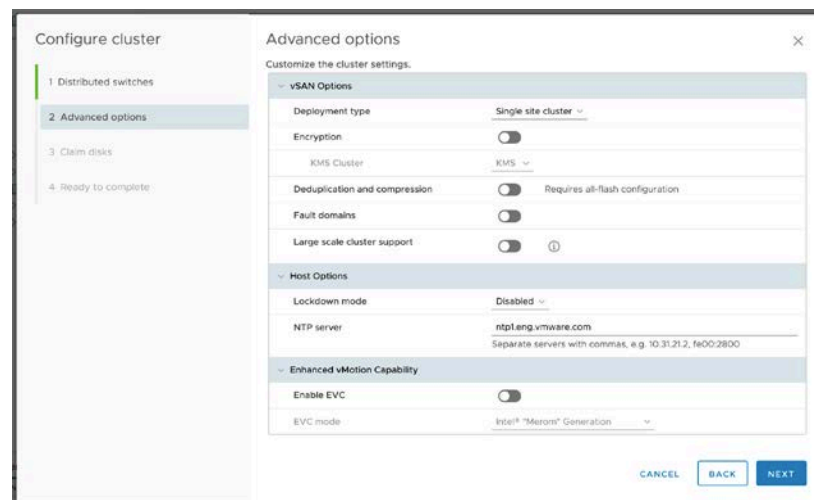 Configure cluster
1 Distributed switches
2 Advanced options
3 Claim disks
4 Ready to complete
Advanced options
Customize the cluster settings.
vSAN Options
Deployment type Single site cluster
Encryption
KMS Cluster KMS
Deduplication and compression Requires all-flash configuration
Fault domains
Large scale cluster support
Host Options
Lockdown mode Disabled
NTP server ntp1.eng.vmware.com
Separate servers with commas, e.g. 10.31.21.2, fe00:2800
Enhanced vMotion Capability
Enable EVC
EVC mode Intel® "Merom" Generation
CANCEL BACK NEXT